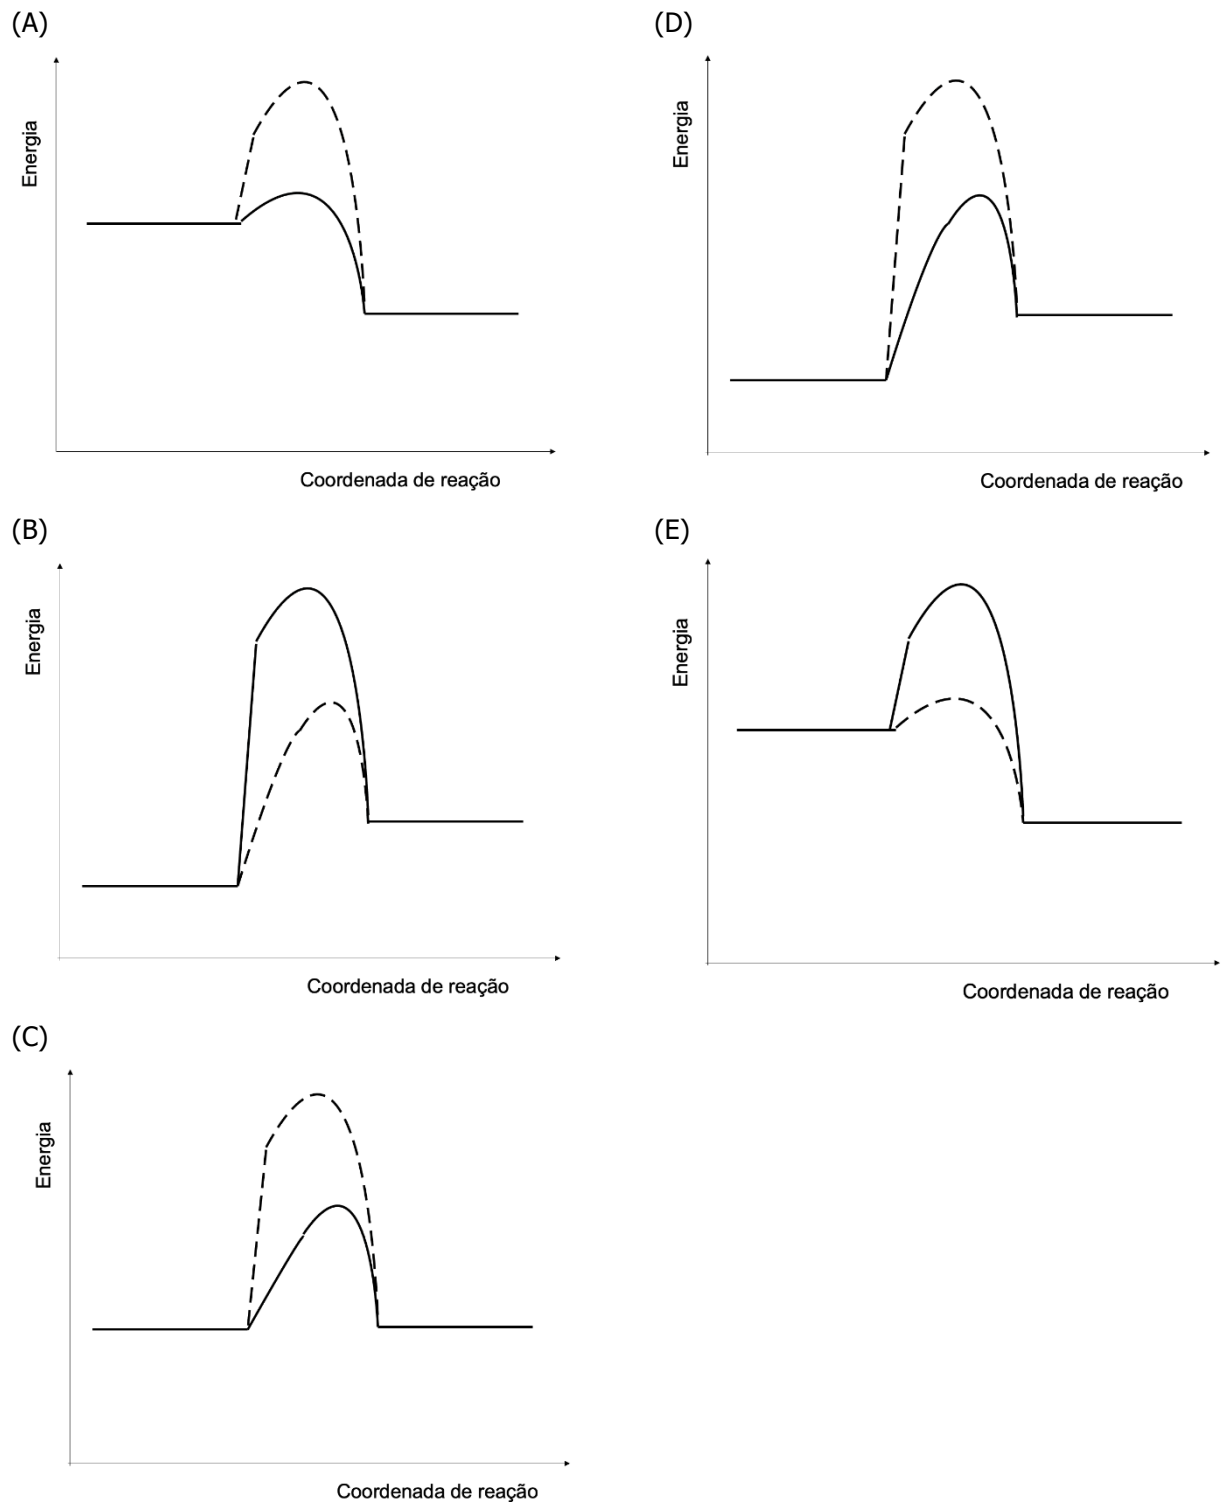 (A)
Energia
Coordenada de reação
(B)
Energia
Coordenada de reação
(C)
Energia
Coordenada de reação
(D)
Energia
Coordenada de reação
(E)
Energia
Coordenada de reação